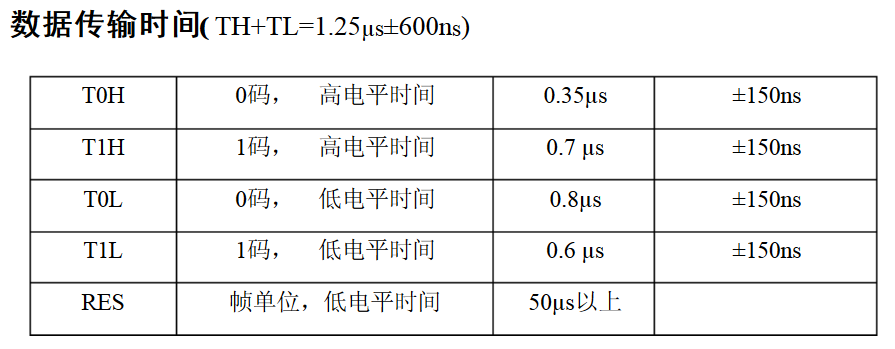 数据传输时间( TH+TL=1.25µs±600ns)
T0H 0码， 高电平时间 0.35µs ±150ns
T1H 1码， 高电平时间 0.7 µs ±150ns
T0L 0码， 低电平时间 0.8µs ±150ns
T1L 1码， 低电平时间 0.6 µs ±150ns
RES 帧单位，低电平时间 50µs以上